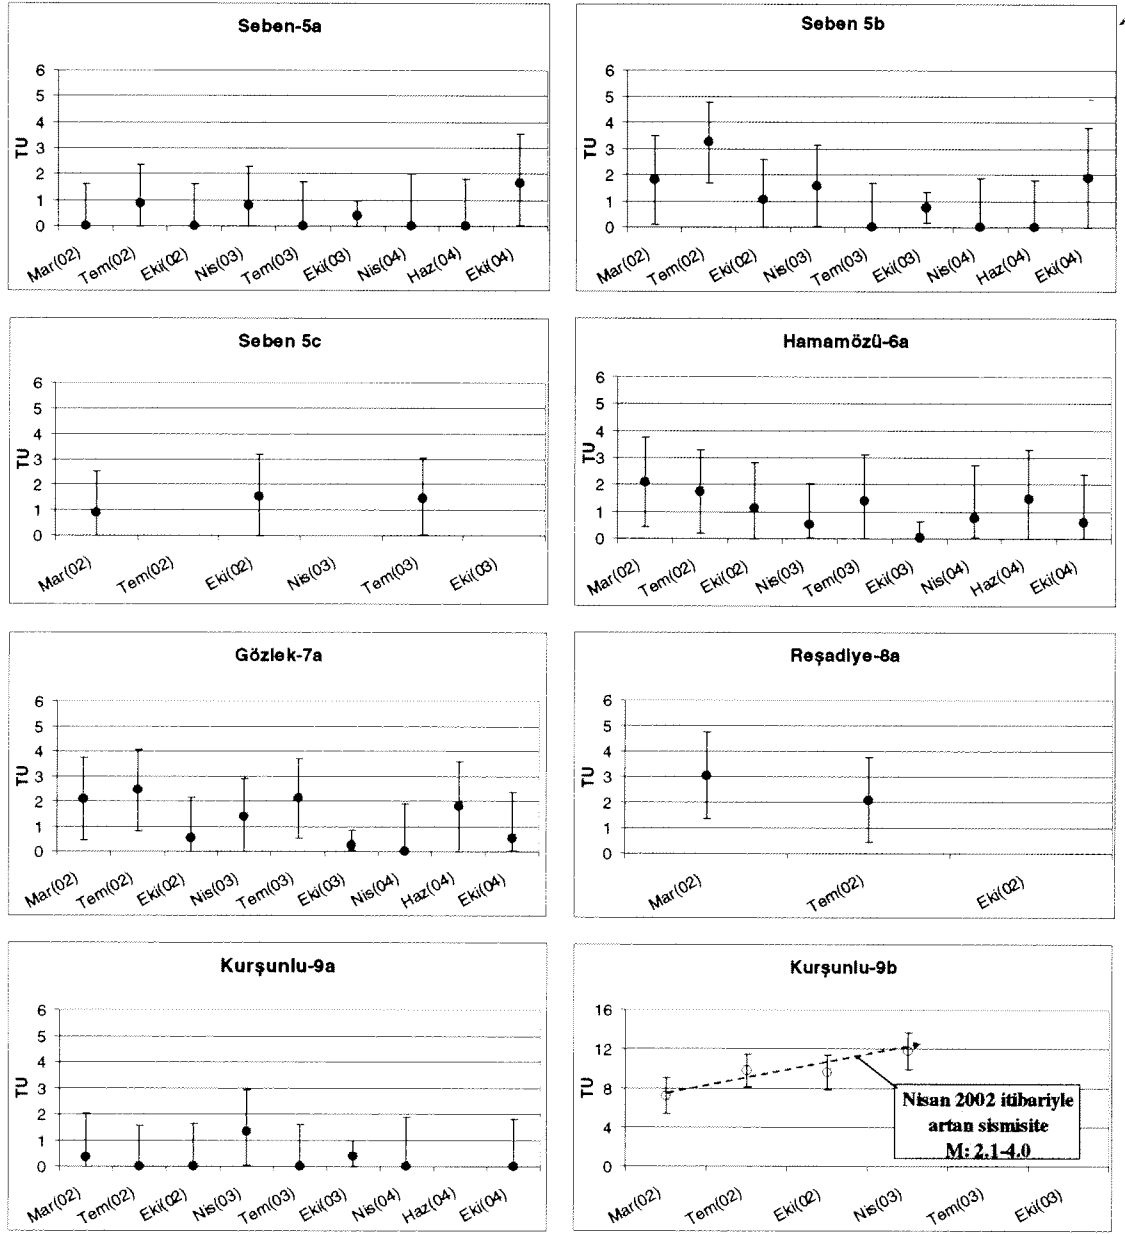 Seben-5a
6
5
4
3
2
1
0
TU
Mar(02) Tem(02) Eki(02) Nis(03) Tem(03) Eki(03) Nis(04) Haz(04) Eki(04)
Seben 5b
6
5
4
3
2
1
0
TU
Mar(02) Tem(02) Eki(02) Nis(03) Tem(03) Eki(03) Nis(04) Haz(04) Eki(04)
Seben 5c
6
5
4
3
2
1
0
TU
Mar(02) Tem(02) Eki(02) Nis(03) Tem(03) Eki(03)
Hamamözü-6a
6
5
4
3
2
1
0
TU
Mar(02) Tem(02) Eki(02) Nis(03) Tem(03) Eki(03) Nis(04) Haz(04) Eki(04)
Gözlek-7a
6
5
4
3
2
1
0
TU
Mar(02) Tem(02) Eki(02) Nis(03) Tem(03) Eki(03) Nis(04) Haz(04) Eki(04)
Reşadiye-8a
6
5
4
3
2
1
0
TU
Mar(02) Tem(02) Eki(02)
Kurşunlu-9a
6
5
4
3
2
1
0
TU
Mar(02) Tem(02) Eki(02) Nis(03) Tem(03) Eki(03) Nis(04) Haz(04) Eki(04)
Kurşunlu-9b
16
12
8
4
0
TU
Nisan 2002 itibariyle
artan sismisite
M: 2.1-4.0
Mar(02) Tem(02) Eki(02) Nis(03) Tem(03) Eki(03)